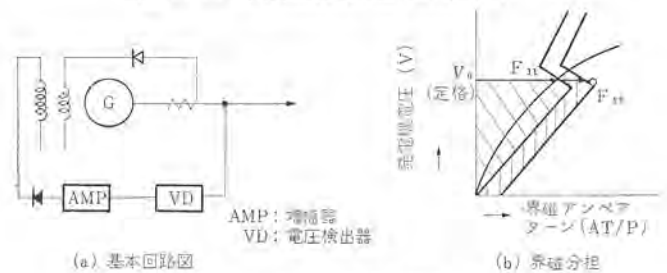 G
AMP
VD
AMP:増幅器
VD:電圧検出器
(a) 基本回路図
発電機電圧 (V)
V₀
(定格)
界磁アンペア
ターン(AT/P)
(b) 界磁分担